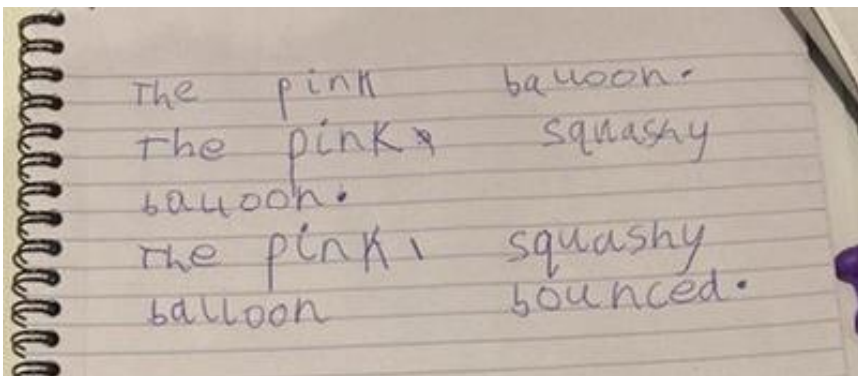 The pink balloon.
The pink, squashy
balloon.
The pink, squashy
balloon bounced.